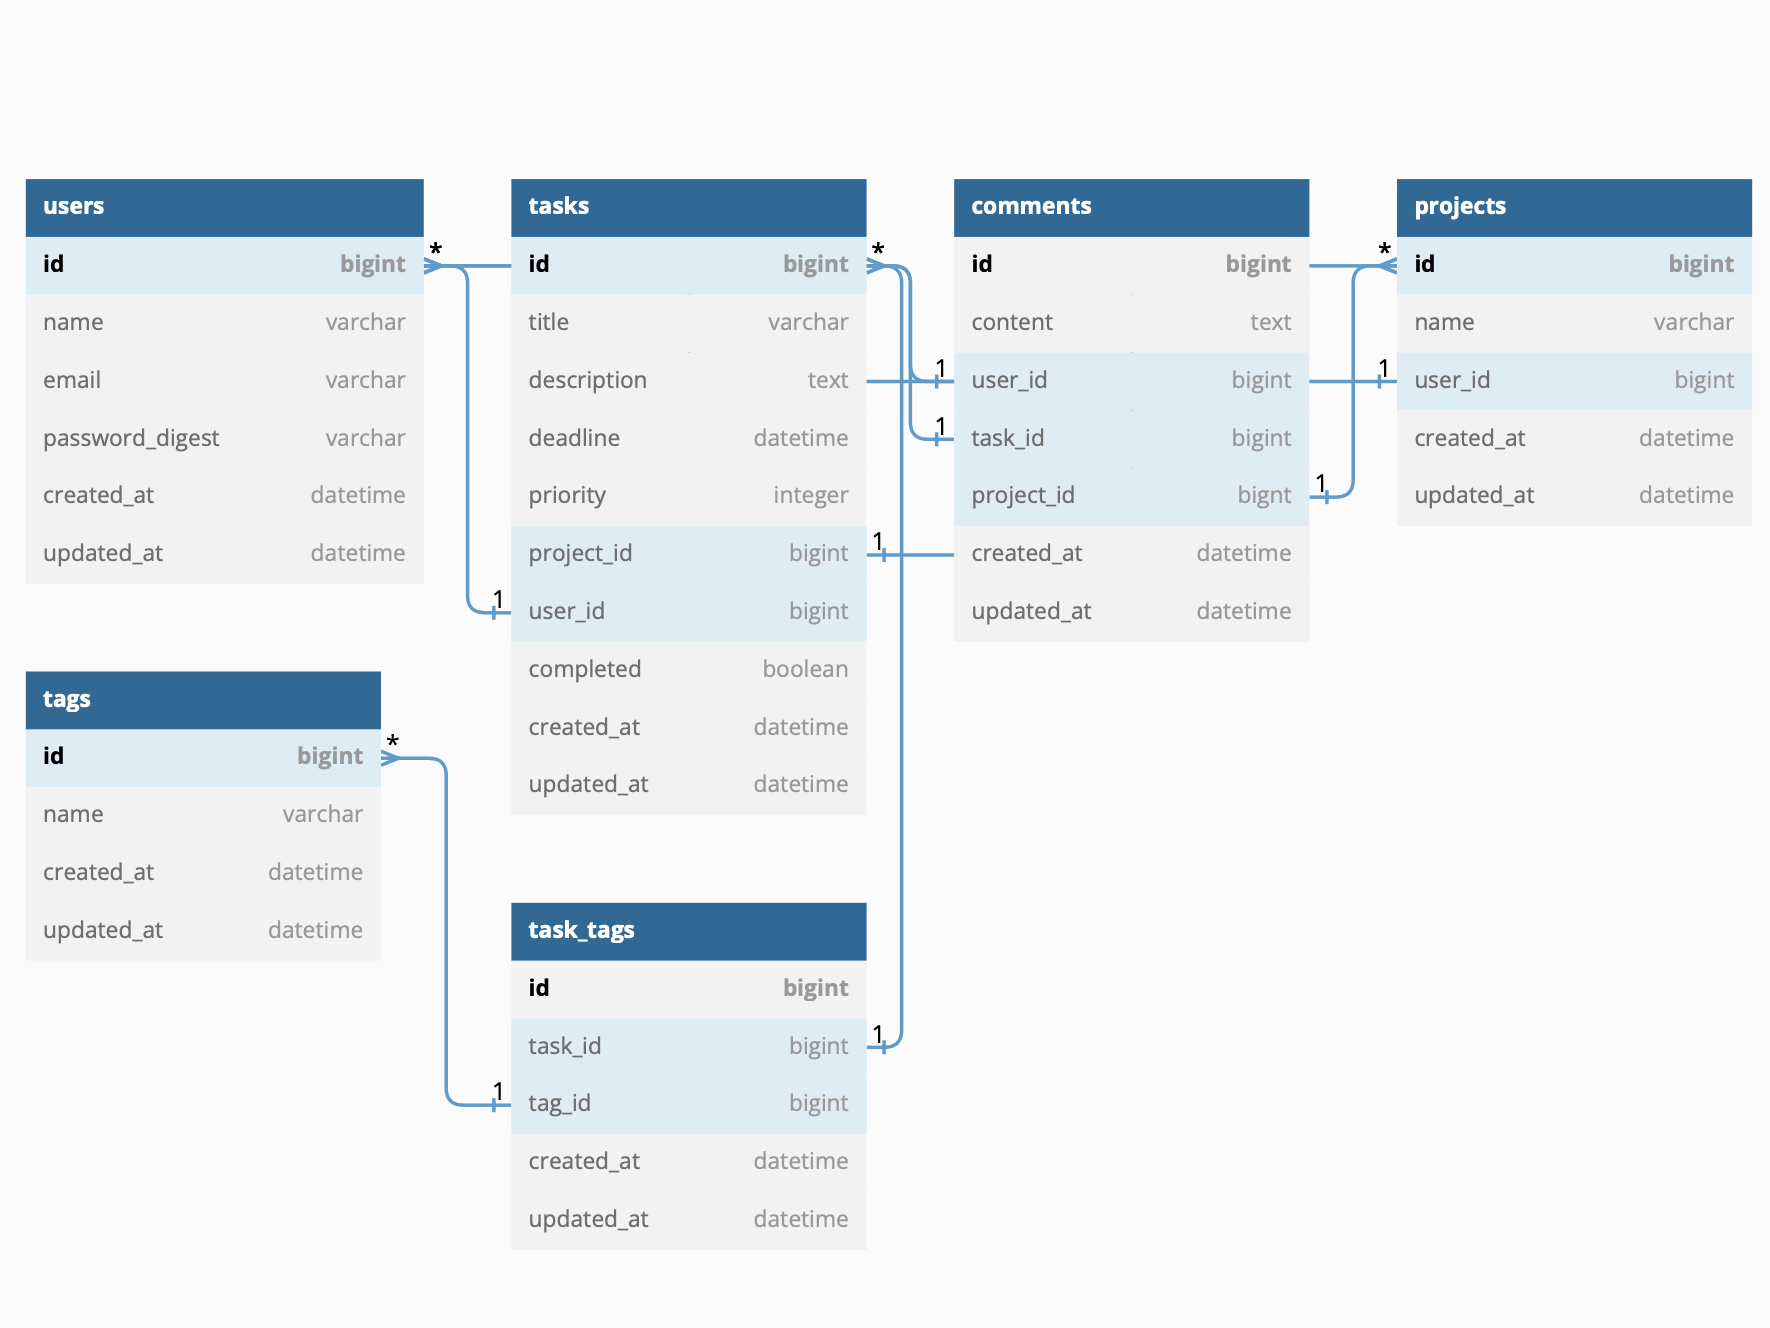 users
id bigint
name varchar
email varchar
password_digest varchar
created_at datetime
updated_at datetime
*
1
tasks
id bigint
title varchar
description text
deadline datetime
priority integer
project_id bigint
user_id bigint
completed boolean
created_at datetime
updated_at datetime
*
1
1
1
comments
id bigint
content text
user_id bigint
task_id bigint
project_id bignt
created_at datetime
updated_at datetime
*
1
1
projects
id bigint
name varchar
user_id bigint
created_at datetime
updated_at datetime
tags
id bigint
name varchar
created_at datetime
updated_at datetime
*
1
task_tags
id bigint
task_id bigint
tag_id bigint
created_at datetime
updated_at datetime
1